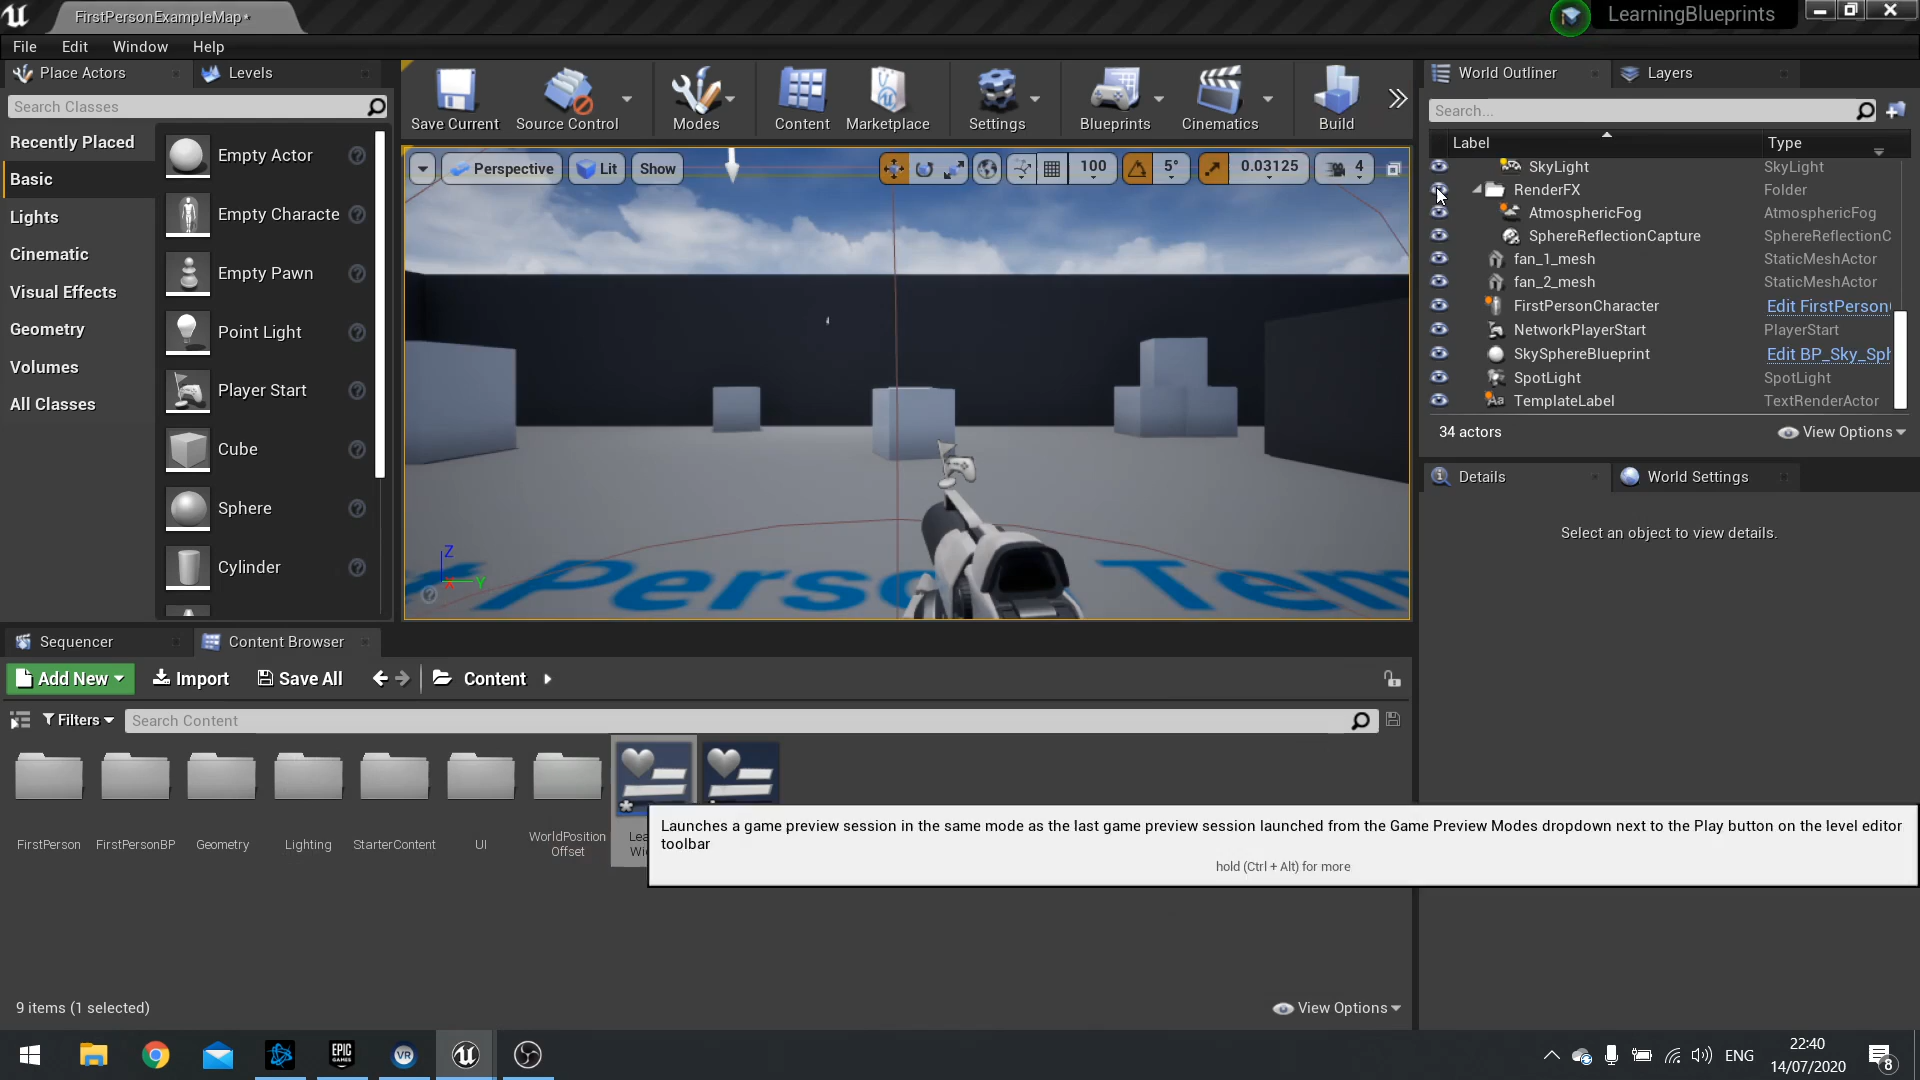 FirstPersonExampleMap*
LearningBlueprints
File
Edit
Window
Help
Place Actors
Levels
Search Classes
Recently Placed
Basic
Lights
Cinematic
Visual Effects
Geometry
Volumes
All Classes
Empty Actor
Empty Characte
Empty Pawn
Point Light
Player Start
Cube
Sphere
Cylinder
Save Current
Source Control
Modes
Content
Marketplace
Settings
Blueprints
Cinematics
Build
Perspective
Lit
Show
100
5°
0.03125
4
Z
X
Y
t Person Tem
World Outliner
Layers
Search...
Label
Type
SkyLight
SkyLight
RenderFX
Folder
AtmosphericFog
AtmosphericFog
SphereReflectionCapture
SphereReflectionC
fan_1_mesh
StaticMeshActor
fan_2_mesh
StaticMeshActor
FirstPersonCharacter
Edit FirstPerson
NetworkPlayerStart
PlayerStart
SkySphereBlueprint
Edit BP_Sky_Sph
SpotLight
SpotLight
TemplateLabel
TextRenderActor
34 actors
View Options
Details
World Settings
Select an object to view details.
Sequencer
Content Browser
Add New
Import
Save All
Content
Filters
Search Content
FirstPerson
FirstPersonBP
Geometry
Lighting
StarterContent
UI
WorldPosition
Offset
Lea
Wi
Launches a game preview session in the same mode as the last game preview session launched from the Game Preview Modes dropdown next to the Play button on the level editor
toolbar
hold (Ctrl + Alt) for more
9 items (1 selected)
View Options
EPIC
GAMES
VR
ENG
22:40
14/07/2020
8